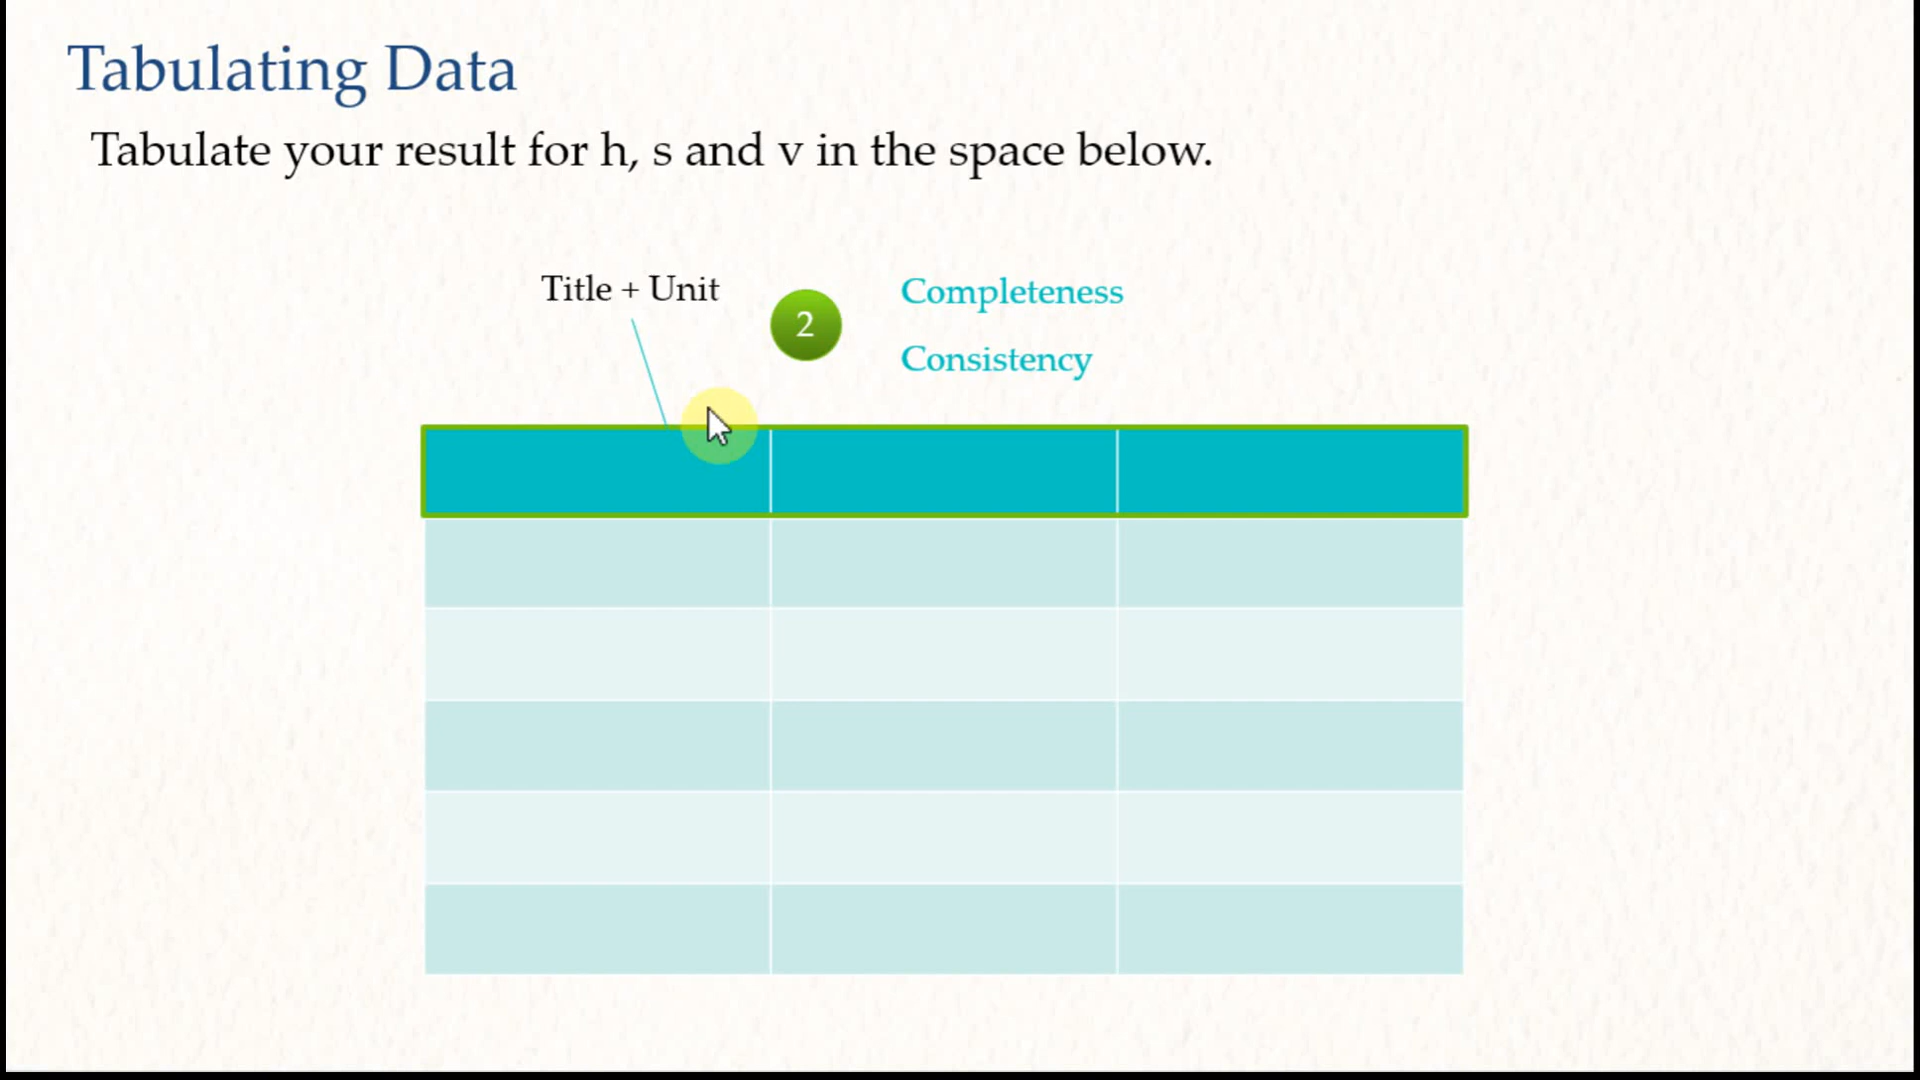 Tabulating Data
Tabulate your result for h, s and v in the space below.
Title + Unit
2
Completeness
Consistency